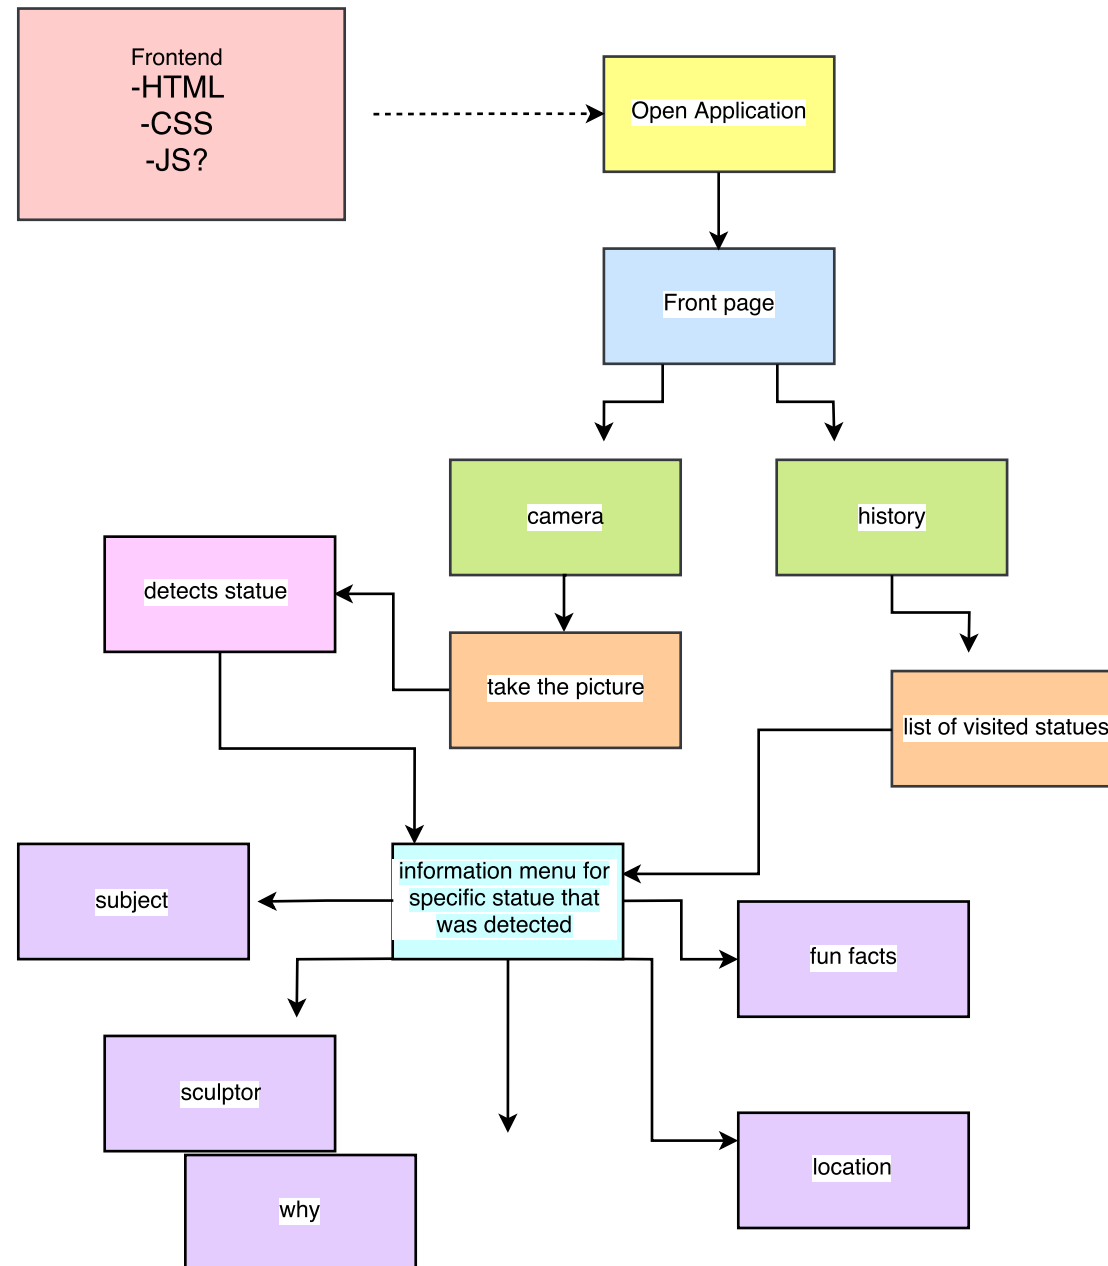 Frontend
-HTML
-CSS
-JS?
Open Application
Front page
camera
history
detects statue
take the picture
list of visited statues
information menu for
specific statue that
was detected
subject
fun facts
sculptor
location
why